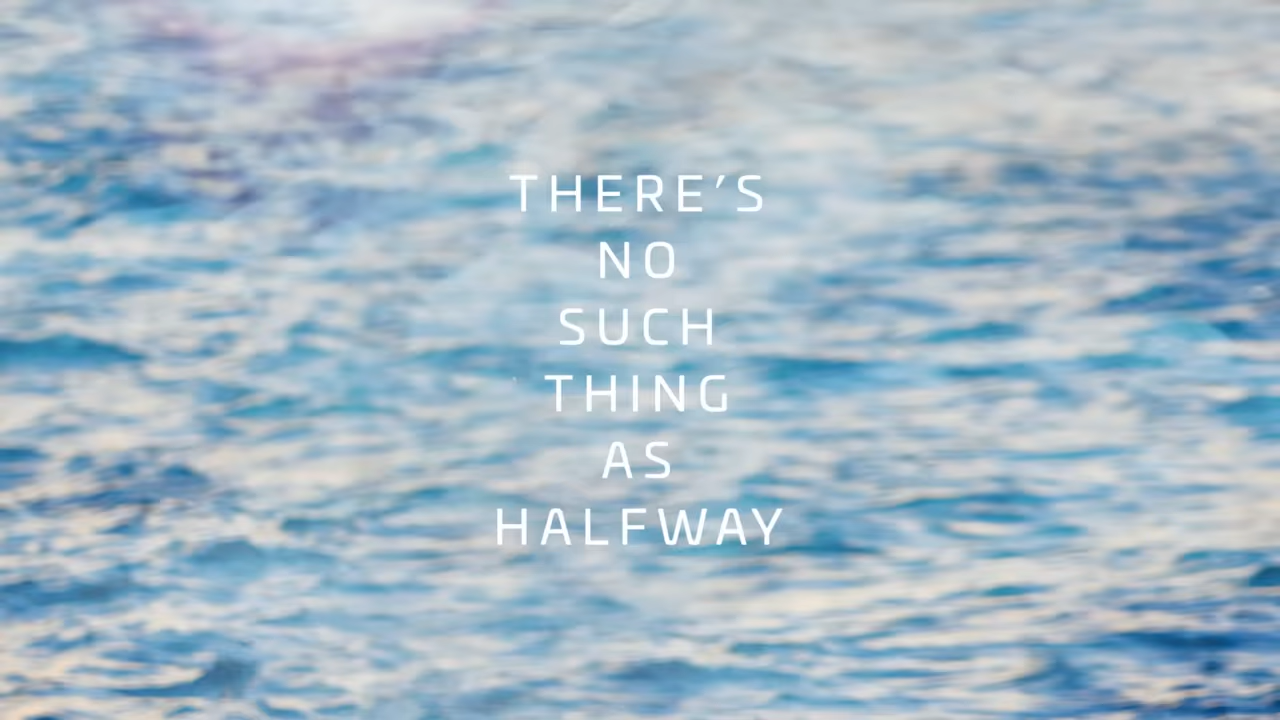 THERE’S
NO
SUCH
THING
AS
HALFWAY